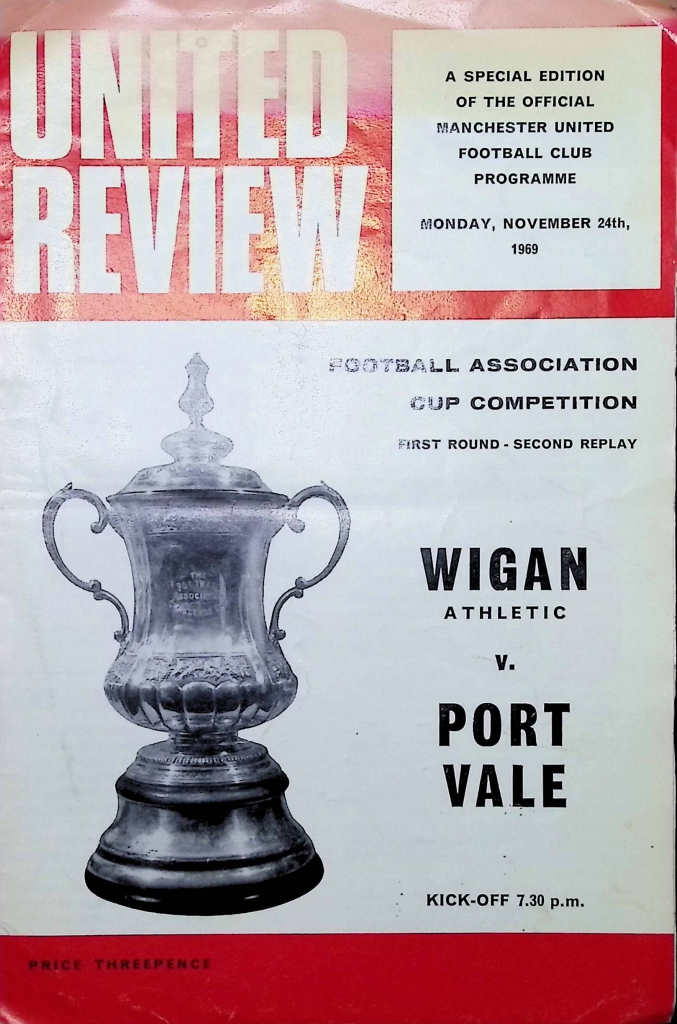 UNITED
REVIEW
A SPECIAL EDITION
OF THE OFFICIAL
MANCHESTER UNITED
FOOTBALL CLUB
PROGRAMME
MONDAY, NOVEMBER 24th,
1969
FOOTBALL ASSOCIATION
CUP COMPETITION
FIRST ROUND - SECOND REPLAY
WIGAN
ATHLETIC
v.
PORT
VALE
KICK-OFF 7.30 p.m.
PRICE THREEPENCE